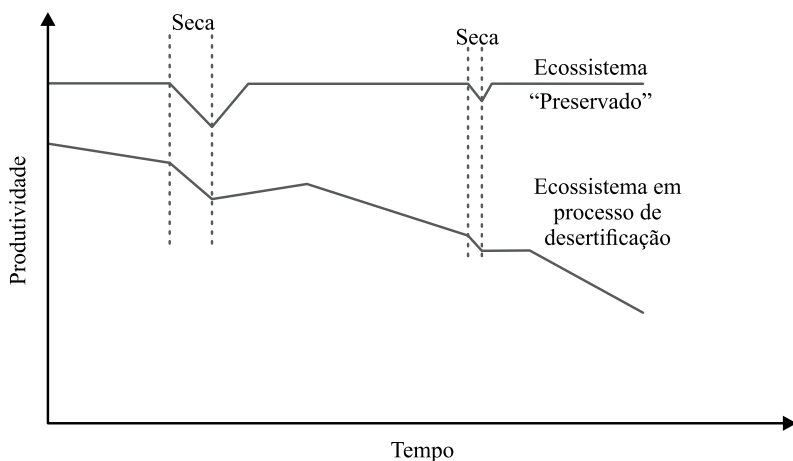 Seca
Seca
Ecossistema
“Preservado”
Ecossistema em
processo de
desertificação
Produtividade
Tempo